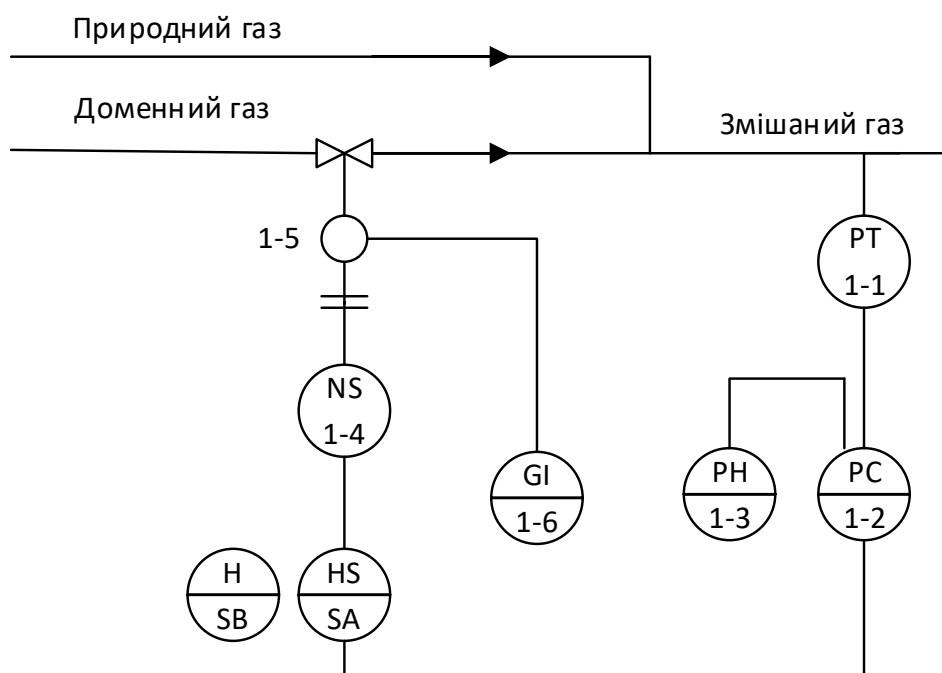 Природний газ
Доменний газ
Змішаний газ
1-5
PT
1-1
NS
1-4
GI
1-6
PH
1-3
PC
1-2
H
SB
HS
SA